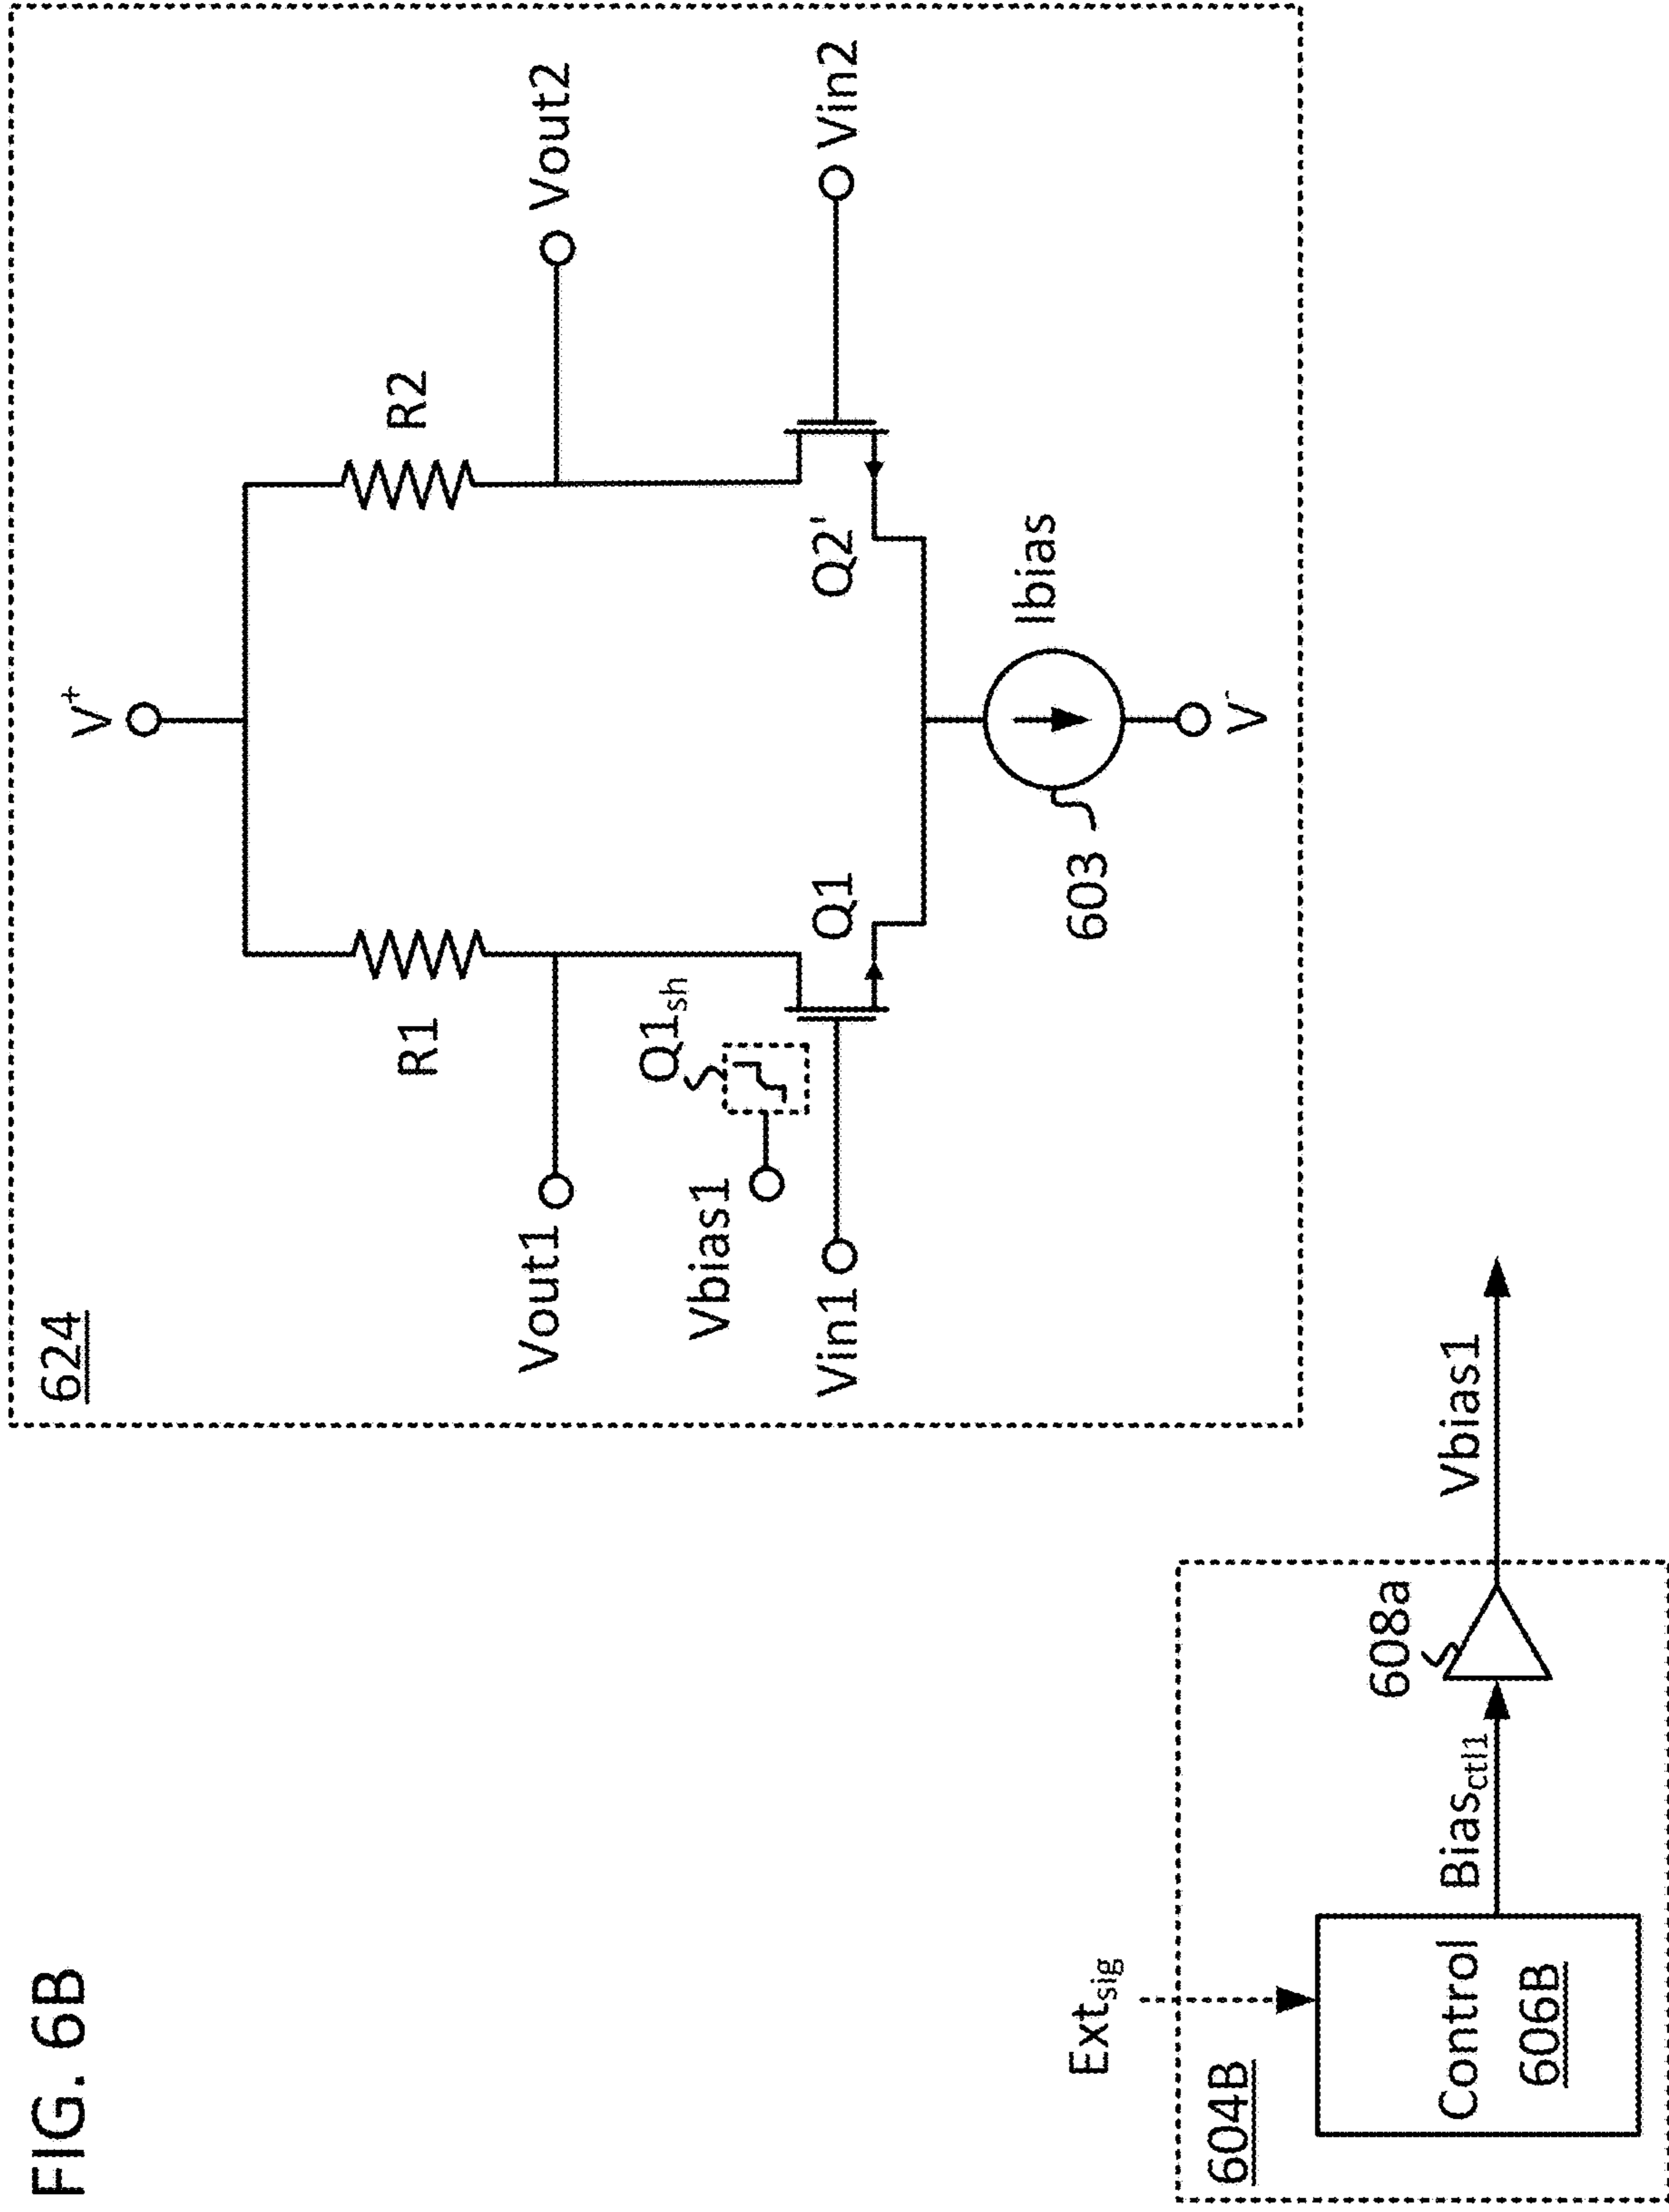 FIG. 6B
624
V+
R1
R2
Vout1
Vout2
Q1sh
Vbias1
Vin1
Q1
Q2'
Vin2
603
Ibias
V-
Extsig
604B
Control
606B
Biasctl1
608a
Vbias1